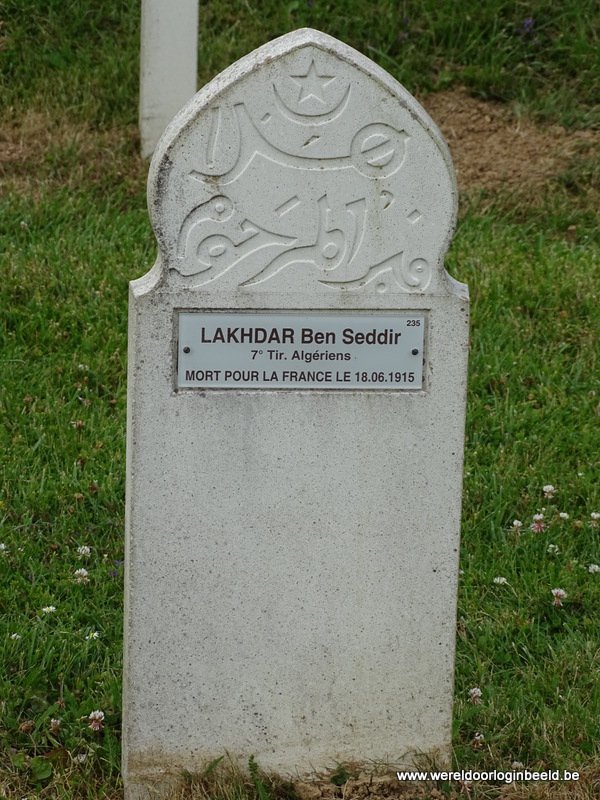 هذا
قبر المرحوم
235
LAKHDAR Ben Seddir
7° Tir. Algériens
MORT POUR LA FRANCE LE 18.06.1915
www.wereldoorloginbeeld.be